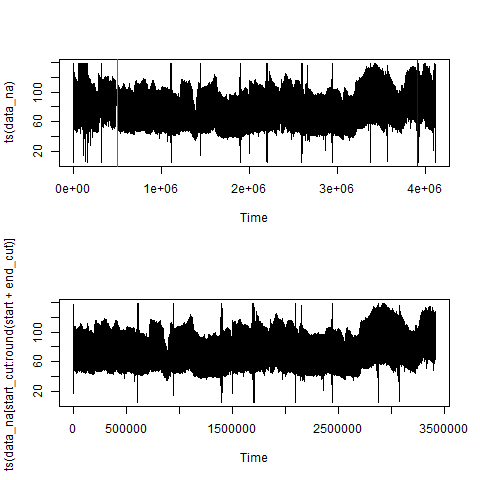 ts(data_na)
20
60
100
0e+00 1e+06 2e+06 3e+06 4e+06
Time
ts(data_na[start_cut:round(start + end_cut)]
20
60
100
0 500000 1500000 2500000 3500000
Time